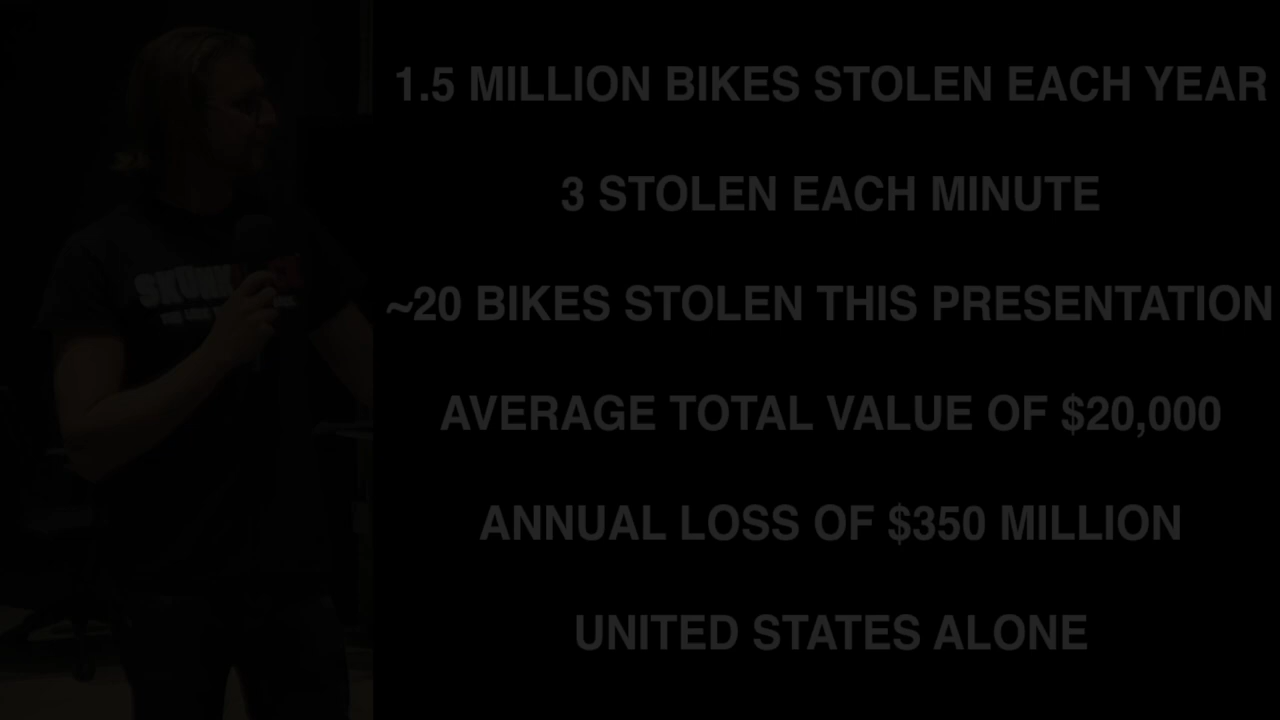 1.5 MILLION BIKES STOLEN EACH YEAR
3 STOLEN EACH MINUTE
~20 BIKES STOLEN THIS PRESENTATION
AVERAGE TOTAL VALUE OF $20,000
ANNUAL LOSS OF $350 MILLION
UNITED STATES ALONE